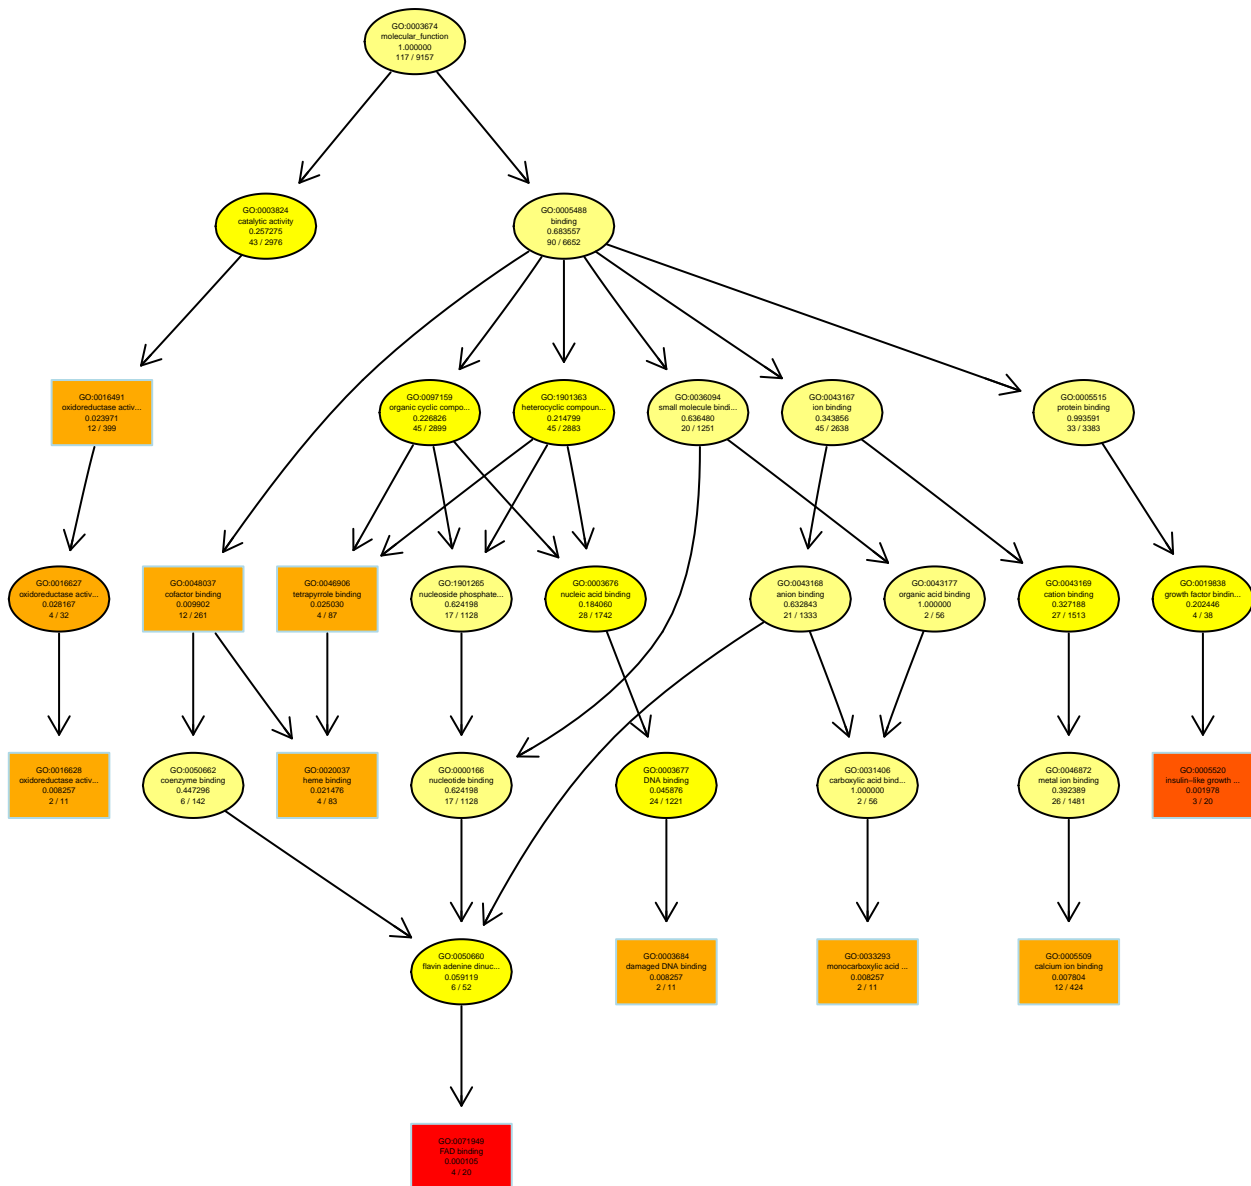 GO:0003674
molecular_function
1.000000
117 / 9157
GO:0003824
catalytic activity
0.257275
43 / 2976
GO:0005488
binding
0.683557
90 / 6652
GO:0016491
oxidoreductase activ...
0.023971
12 / 399
GO:0097159
organic cyclic compo...
0.226826
45 / 2899
GO:1901363
heterocyclic compoun...
0.214799
45 / 2883
GO:0036094
small molecule bindi...
0.636480
20 / 1251
GO:0043167
ion binding
0.343856
45 / 2638
GO:0005515
protein binding
0.993591
33 / 3383
GO:0016627
oxidoreductase activ...
0.028167
4 / 32
GO:0048037
cofactor binding
0.009902
12 / 261
GO:0046906
tetrapyrrole binding
0.025030
4 / 87
GO:1901265
nucleoside phosphate...
0.624198
17 / 1128
GO:0003676
nucleic acid binding
0.184060
28 / 1742
GO:0043168
anion binding
0.632843
21 / 1333
GO:0043177
organic acid binding
1.000000
2 / 56
GO:0043169
cation binding
0.327188
27 / 1513
GO:0019838
growth factor bindin...
0.202446
4 / 38
GO:0016628
oxidoreductase activ...
0.008257
2 / 11
GO:0050662
coenzyme binding
0.447296
6 / 142
GO:0020037
heme binding
0.021476
4 / 83
GO:0000166
nucleotide binding
0.624198
17 / 1128
GO:0003677
DNA binding
0.045876
24 / 1221
GO:0031406
carboxylic acid bind...
1.000000
2 / 56
GO:0046872
metal ion binding
0.392389
26 / 1481
GO:0005520
insulin−like growth ...
0.001978
3 / 20
GO:0050660
flavin adenine dinuc...
0.059119
6 / 52
GO:0003684
damaged DNA binding
0.008257
2 / 11
GO:0033293
monocarboxylic acid ...
0.008257
2 / 11
GO:0005509
calcium ion binding
0.007804
12 / 424
GO:0071949
FAD binding
0.000105
4 / 20